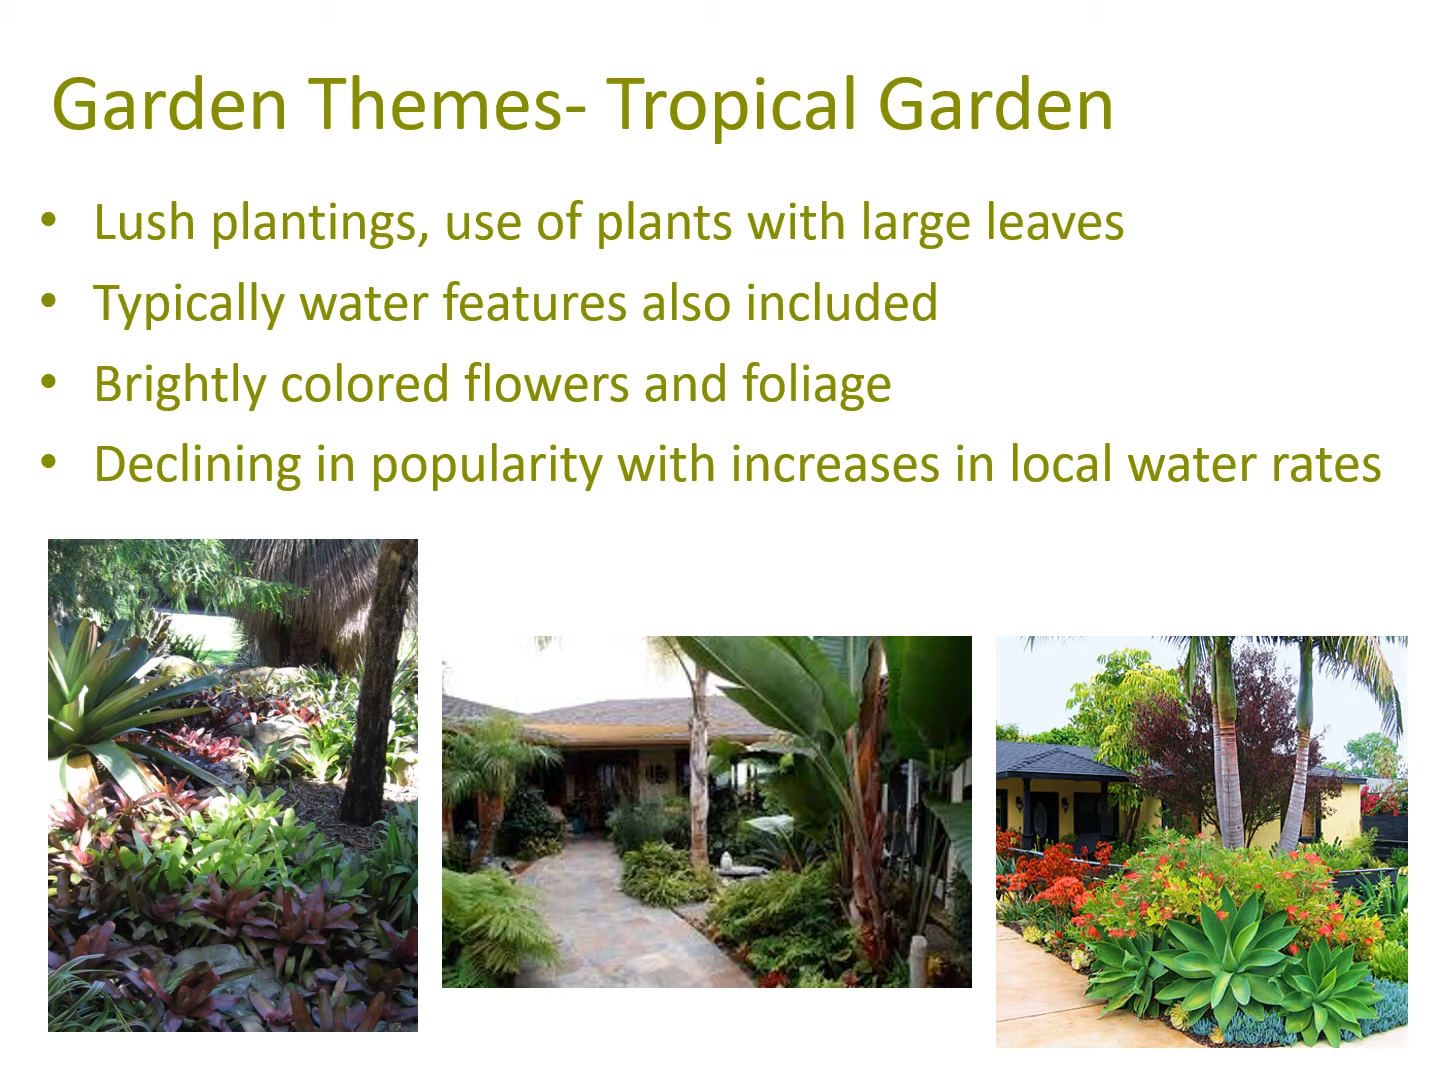 Garden Themes- Tropical Garden
• Lush plantings, use of plants with large leaves
• Typically water features also included
• Brightly colored flowers and foliage
• Declining in popularity with increases in local water rates